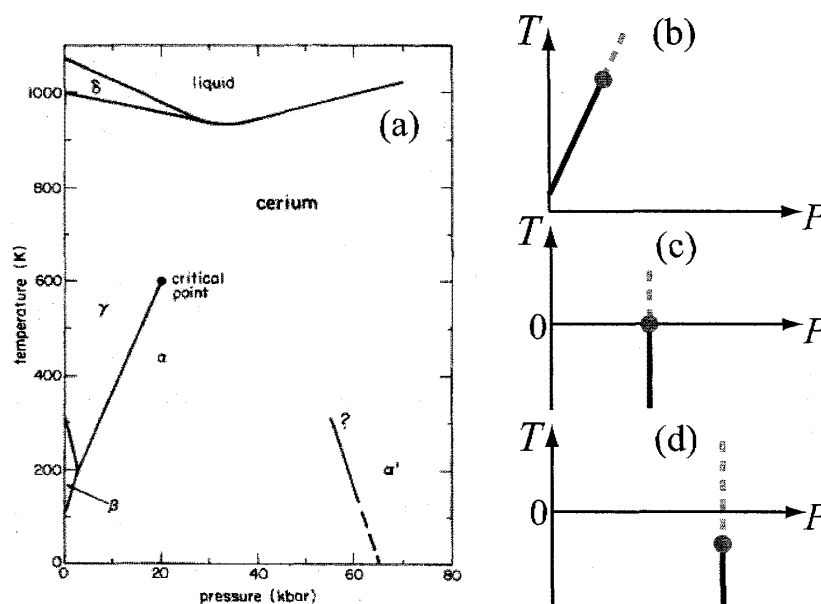 1000
800
600
400
200
0
temperature (K)
0
20
40
60
80
pressure (kbar)
liquid
δ
(a)
cerium
critical
point
γ
α
?
α'
β
T
(b)
P
T
(c)
0
P
T
(d)
0
P